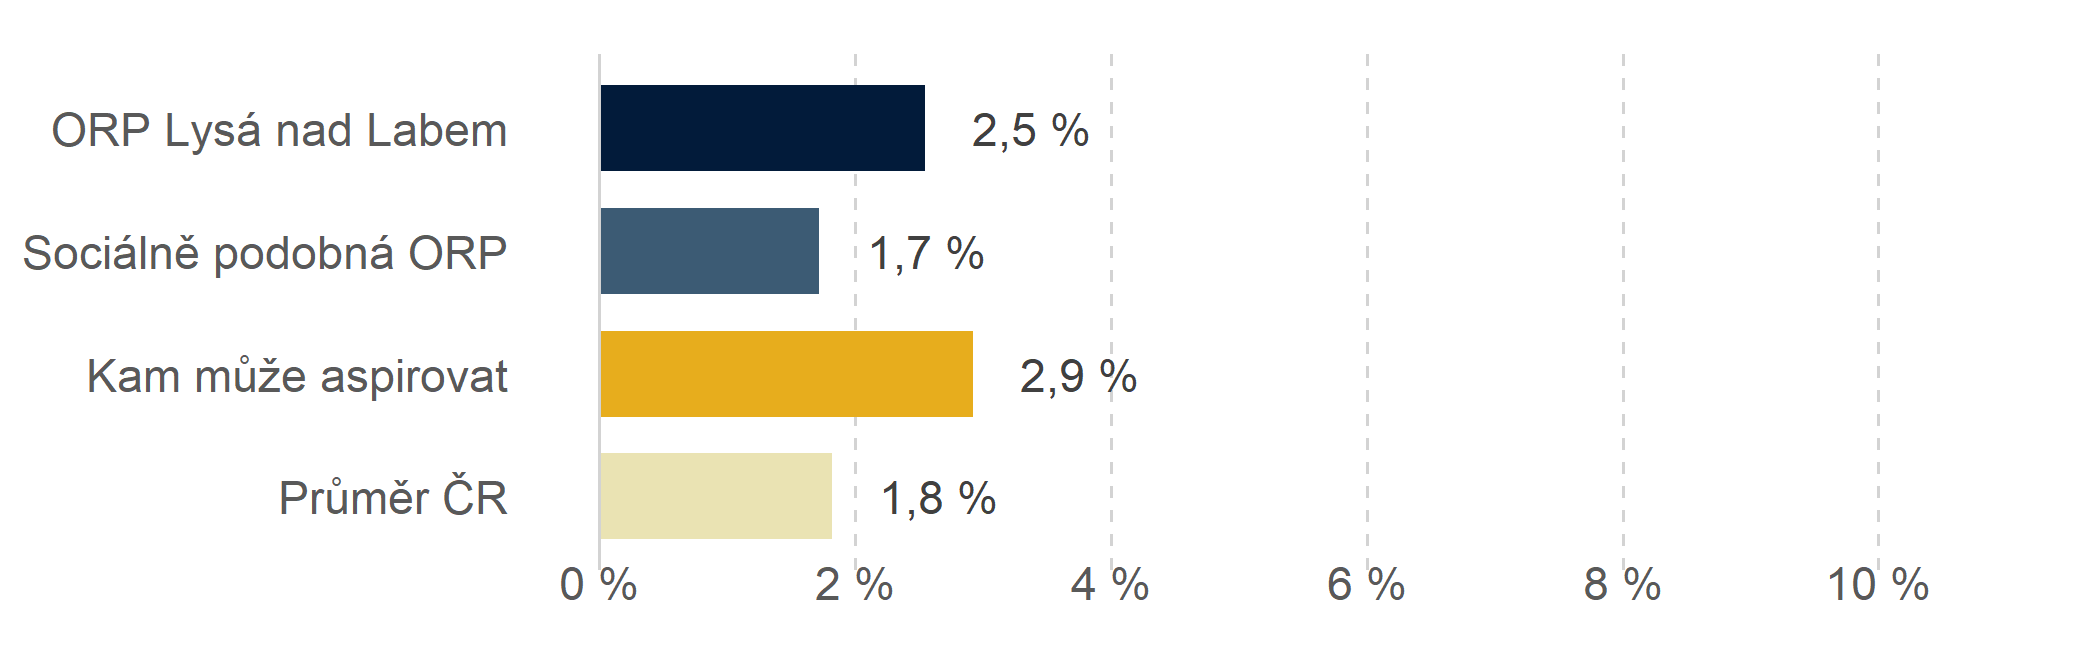 ORP Lysá nad Labem 2,5 %
Sociálně podobná ORP 1,7 %
Kam může aspirovat 2,9 %
Průměr ČR 1,8 %
0 % 2 % 4 % 6 % 8 % 10 %